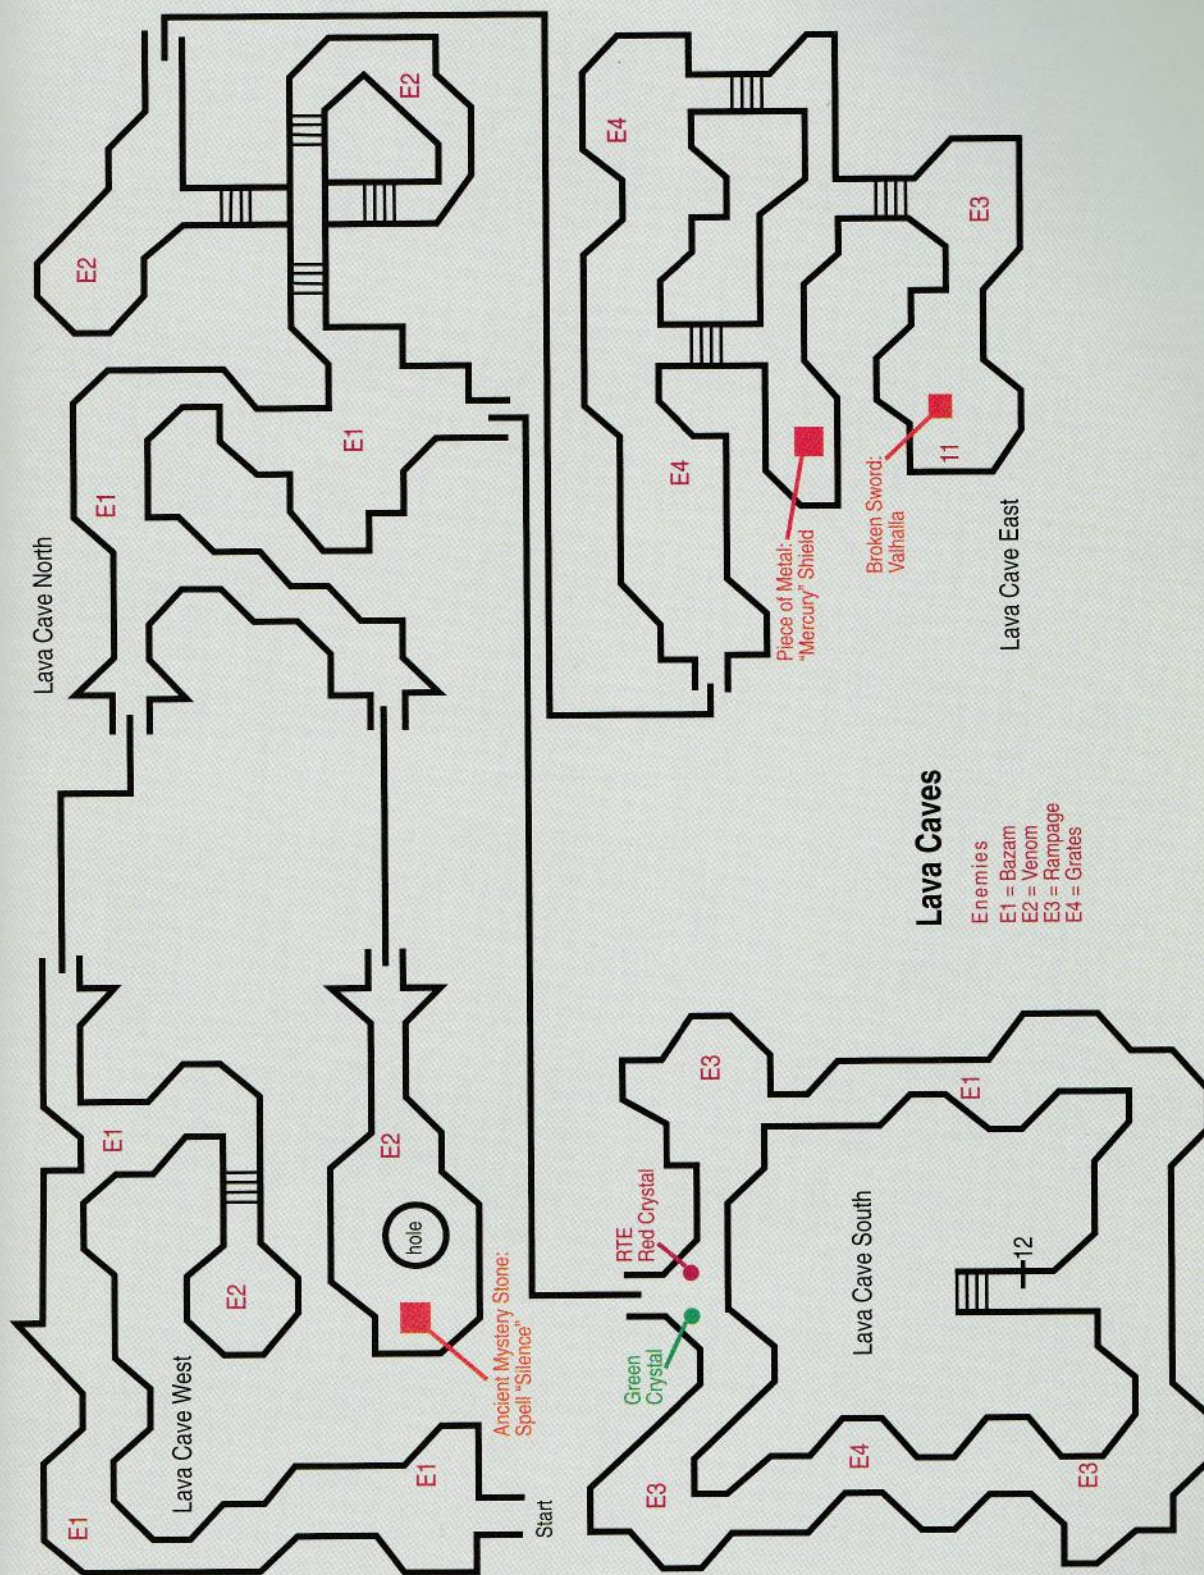 E1
E1
Lava Cave West
E2
E2
hole
E1
Ancient Mystery Stone:
Spell "Silence"
Start
Lava Cave North
E2
E1
E1
E2
Green
Crystal
RTE
Red Crystal
E3
E3
E4
Lava Cave South
E1
12
E3
Lava Caves
Enemies
E1 = Bazam
E2 = Venom
E3 = Rampage
E4 = Grates
E4
E4
Piece of Metal:
"Mercury" Shield
Broken Sword:
Valhalla
11
E3
Lava Cave East